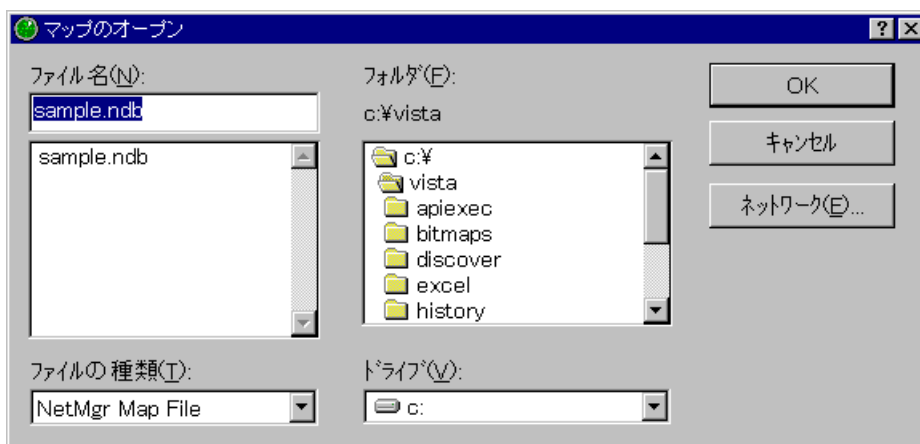 マップのオープン
ファイル名(N):
sample.ndb
sample.ndb
ファイルの種類(T):
NetMgr Map File
フォルダ(F):
c:¥vista
c:¥
vista
apiexec
bitmaps
discover
excel
history
ドライブ(V):
c:
OK
キャンセル
ネットワーク(E)...